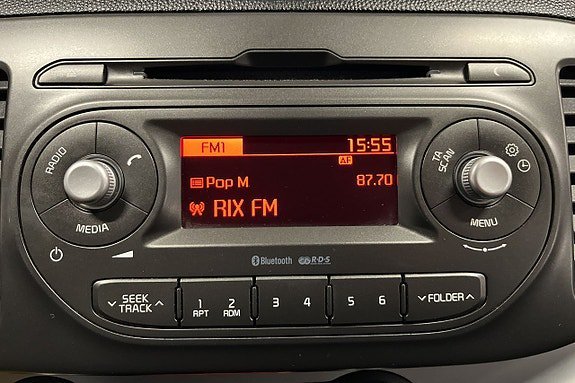 RADIO
MEDIA
FM1 15:55
AF
Pop M 87.70
RIX FM
TA
SCAN
MENU
Bluetooth R·D·S
SEEK
TRACK
1
RPT
2
RDM
3 4
5 6
FOLDER